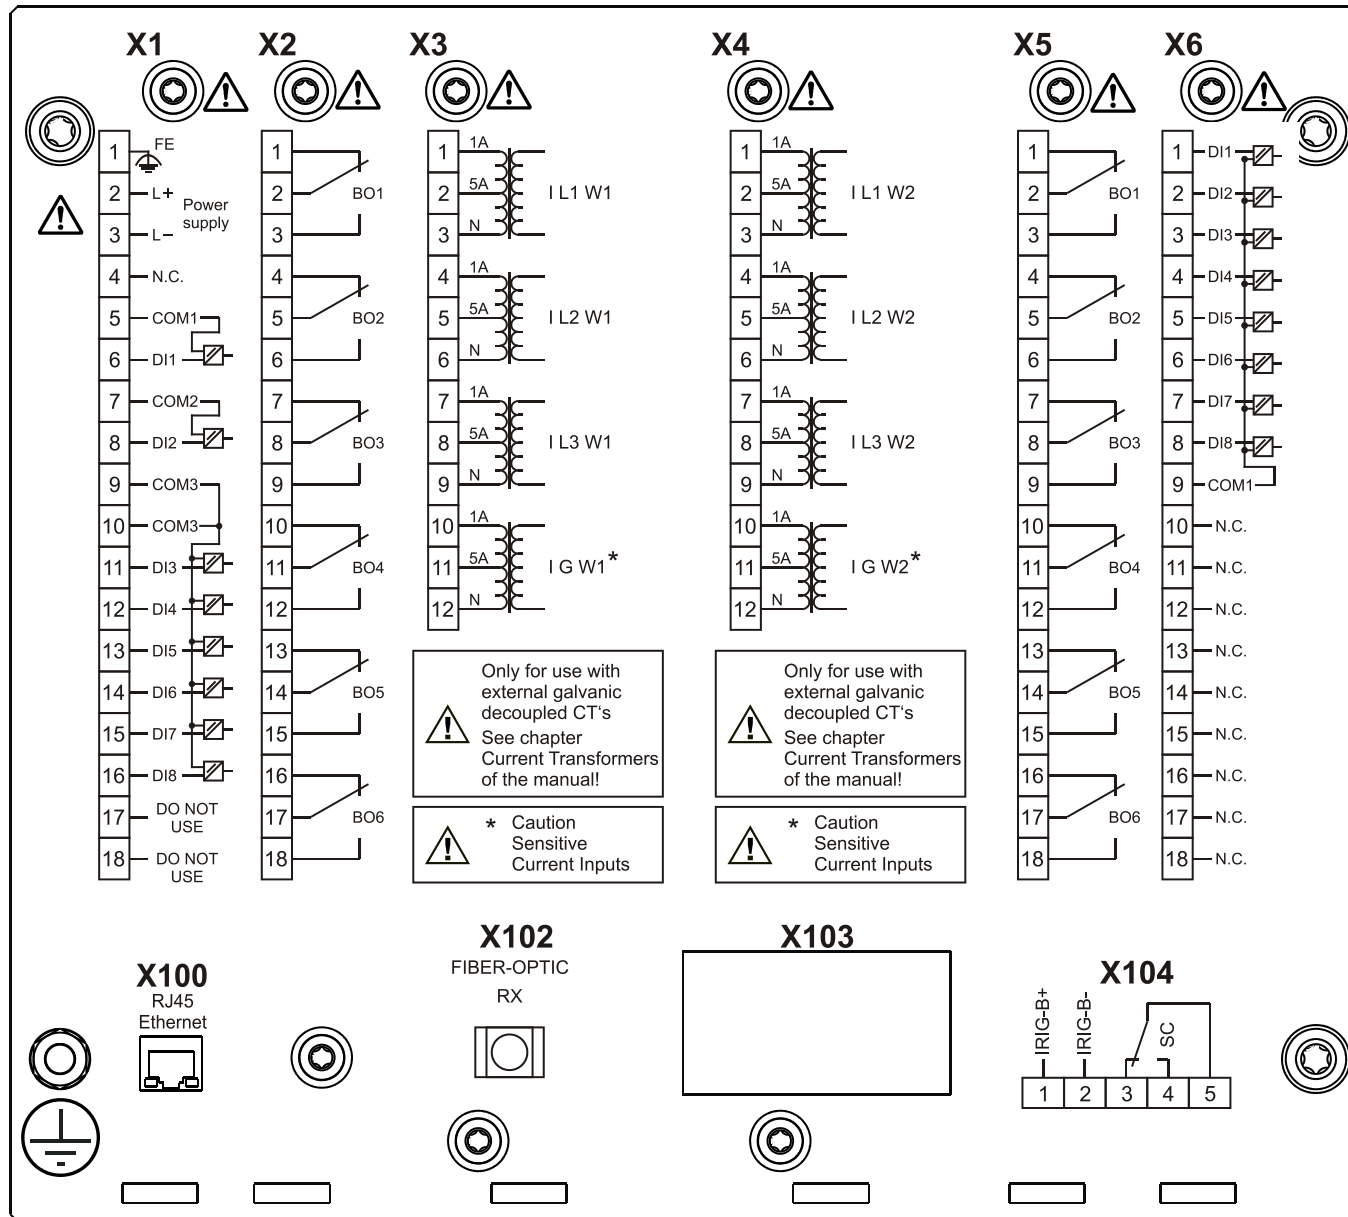 X1 X2 X3 X4 X5 X6
1 FE
2 L+
3 L–
Power
supply
4 N.C.
5 COM1
6 DI1
7 COM2
8 DI2
9 COM3
10 COM3
11 DI3
12 DI4
13 DI5
14 DI6
15 DI7
16 DI8
17 DO NOT
USE
18 DO NOT
USE
1
2 BO1
3
4
5 BO2
6
7
8 BO3
9
10
11 BO4
12
13
14 BO5
15
16
17 BO6
18
1 1A
2 5A I L1 W1
3 N
4 1A
5 5A I L2 W1
6 N
7 1A
8 5A I L3 W1
9 N
10 1A
11 5A I G W1*
12 N
Only for use with
external galvanic
decoupled CT‘s
See chapter
Current Transformers
of the manual!
* Caution
Sensitive
Current Inputs
1 1A
2 5A I L1 W2
3 N
4 1A
5 5A I L2 W2
6 N
7 1A
8 5A I L3 W2
9 N
10 1A
11 5A I G W2*
12 N
Only for use with
external galvanic
decoupled CT‘s
See chapter
Current Transformers
of the manual!
* Caution
Sensitive
Current Inputs
1
2 BO1
3
4
5 BO2
6
7
8 BO3
9
10
11 BO4
12
13
14 BO5
15
16
17 BO6
18
1 DI1
2 DI2
3 DI3
4 DI4
5 DI5
6 DI6
7 DI7
8 DI8
9 COM1
10 N.C.
11 N.C.
12 N.C.
13 N.C.
14 N.C.
15 N.C.
16 N.C.
17 N.C.
18 N.C.
X100
RJ45
Ethernet
X102
FIBER-OPTIC
RX
X103
X104
IRIG-B+
IRIG-B-
SC
1 2 3 4 5